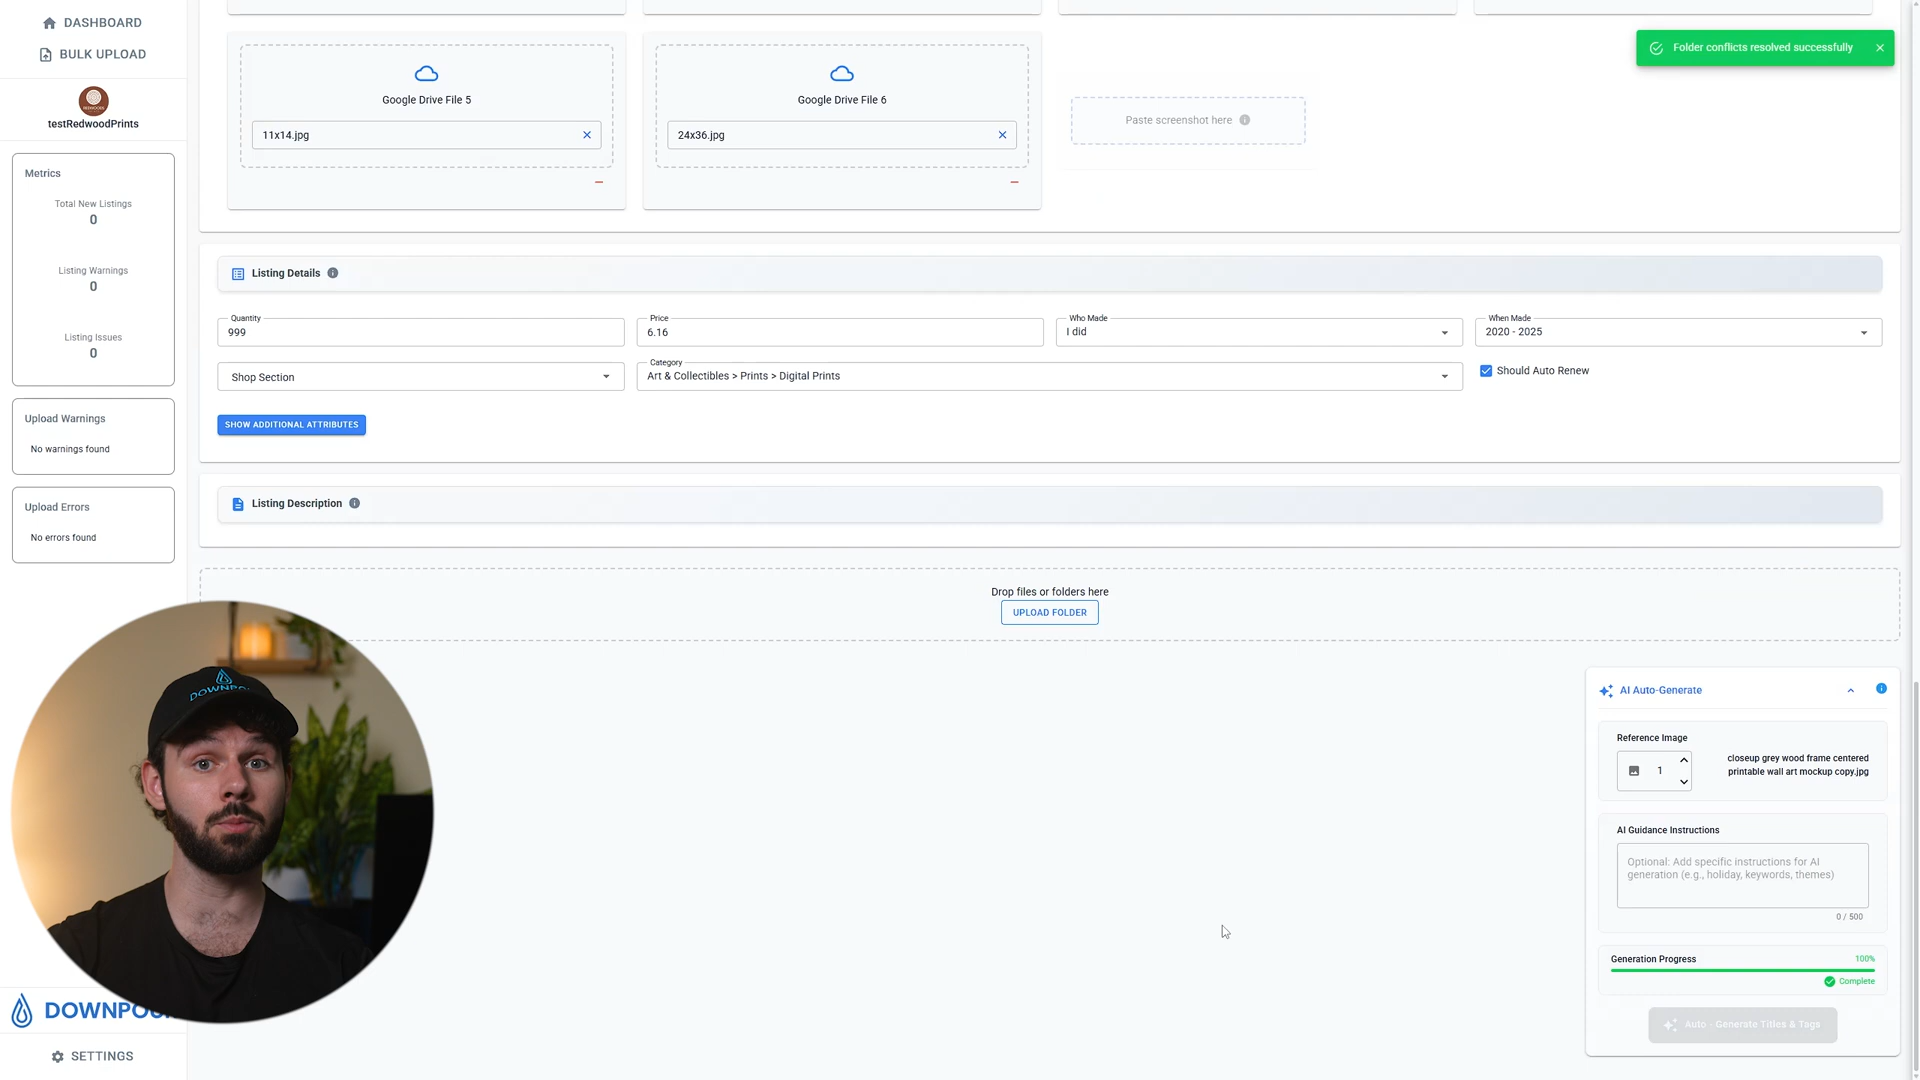 DASHBOARD
BULK UPLOAD
testRedwoodPrints
Metrics
Total New Listings
0
Listing Warnings
0
Listing Issues
0
Upload Warnings
No warnings found
Upload Errors
No errors found
SETTINGS
Folder conflicts resolved successfully
Google Drive File 5
11x14.jpg
Google Drive File 6
24x36.jpg
Paste screenshot here
Listing Details
Quantity
999
Price
6.16
Who Made
I did
When Made
2020 - 2025
Shop Section
Category
Art & Collectibles > Prints > Digital Prints
Should Auto Renew
SHOW ADDITIONAL ATTRIBUTES
Listing Description
Drop files or folders here
UPLOAD FOLDER
AI Auto-Generate
Reference Image
1
closeup grey wood frame centered
printable wall art mockup copy.jpg
AI Guidance Instructions
Optional: Add specific instructions for AI
generation (e.g., holiday, keywords, themes)
0 / 500
Generation Progress
100%
Complete
Auto - Generate Titles & Tags